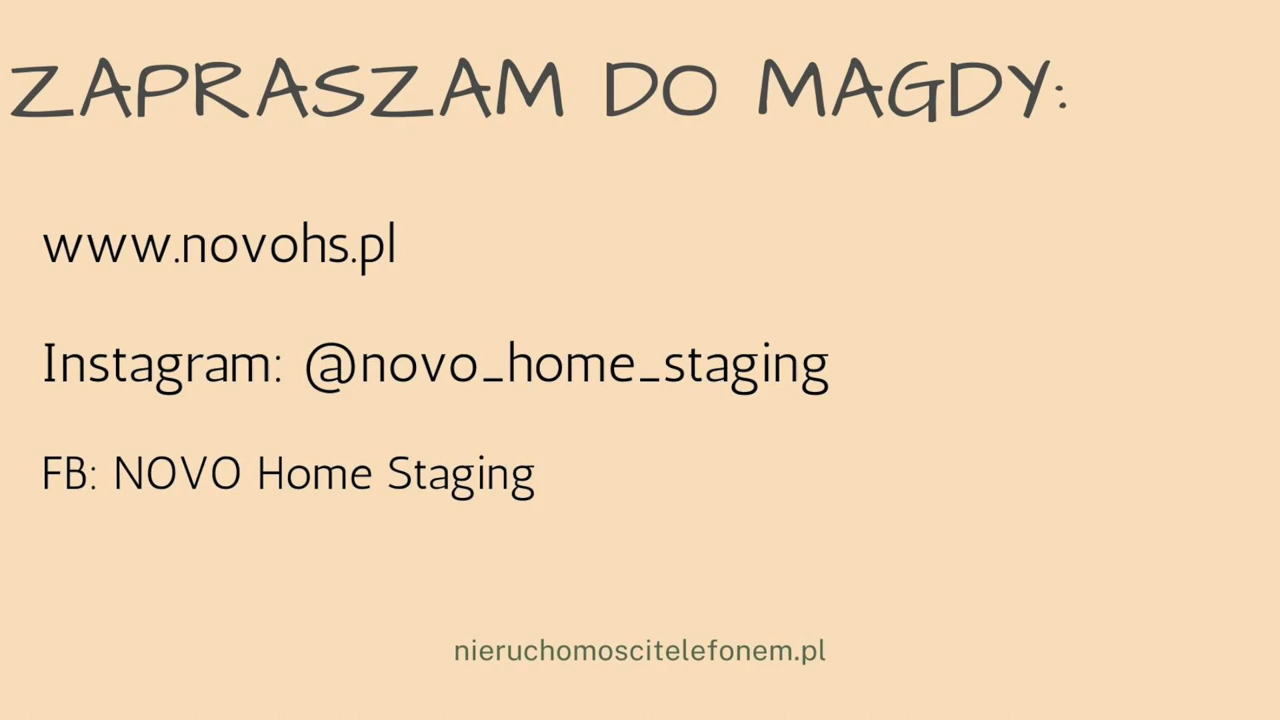 ZAPRASZAM DO MAGDY:
www.novohs.pl
Instagram: @novo_home_staging
FB: NOVO Home Staging
nieruchomoscitelefonem.pl